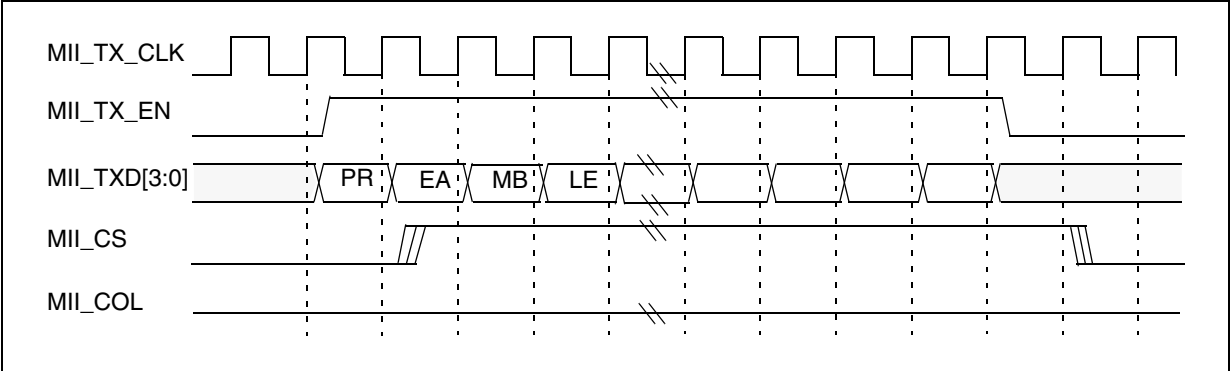 MII_TX_CLK
MII_TX_EN
MII_TXD[3:0] PR EA MB LE
MII_CS
MII_COL